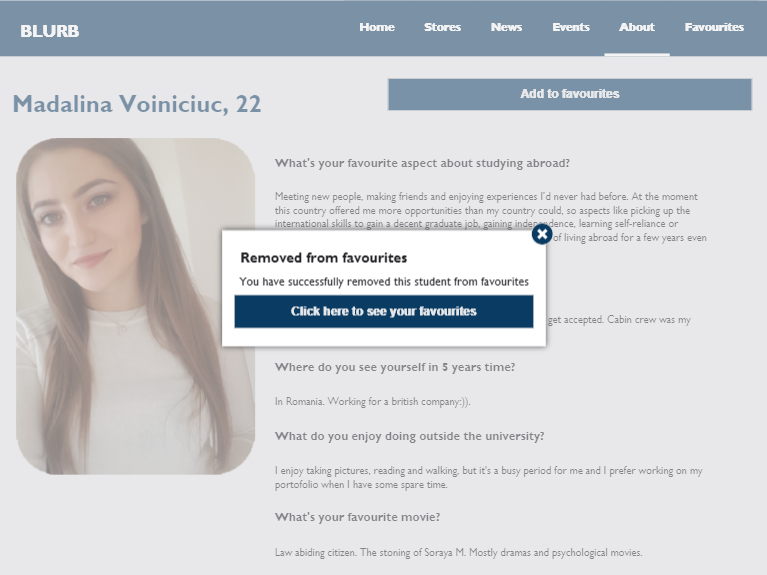 BLURB
Home Stores News Events About Favourites
Madalina Voiniciuc, 22
Add to favourites
What's your favourite aspect about studying abroad?
Meeting new people, making friends and enjoying experiences I'd never had before. At the moment
this country offered me more opportunities than my country could, so aspects like picking up the
international skills to gain a decent graduate job, gaining independence, learning self-reliance or
of living abroad for a few years even
Removed from favourites
You have successfully removed this student from favourites
Click here to see your favourites
get accepted. Cabin crew was my
Where do you see yourself in 5 years time?
In Romania. Working for a british company:)).
What do you enjoy doing outside the university?
I enjoy taking pictures, reading and walking, but it's a busy period for me and I prefer working on my
portofolio when I have some spare time.
What's your favourite movie?
Law abiding citizen. The stoning of Soraya M. Mostly dramas and psychological movies.